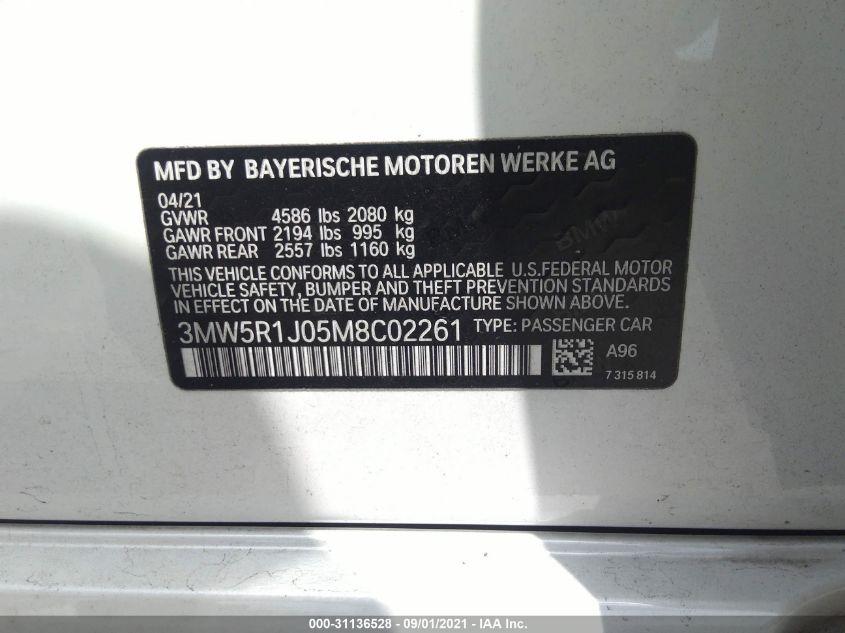 MFD BY BAYERISCHE MOTOREN WERKE AG
04/21
GVWR 4586 lbs 2080 kg
GAWR FRONT 2194 lbs 995 kg
GAWR REAR 2557 lbs 1160 kg
THIS VEHICLE CONFORMS TO ALL APPLICABLE U.S.FEDERAL MOTOR
VEHICLE SAFETY, BUMPER AND THEFT PREVENTION STANDARDS
IN EFFECT ON THE DATE OF MANUFACTURE SHOWN ABOVE.
3MW5R1J05M8C02261 TYPE: PASSENGER CAR
A96
7 315 814
BMW
000-31136528 - 09/01/2021 - IAA Inc.